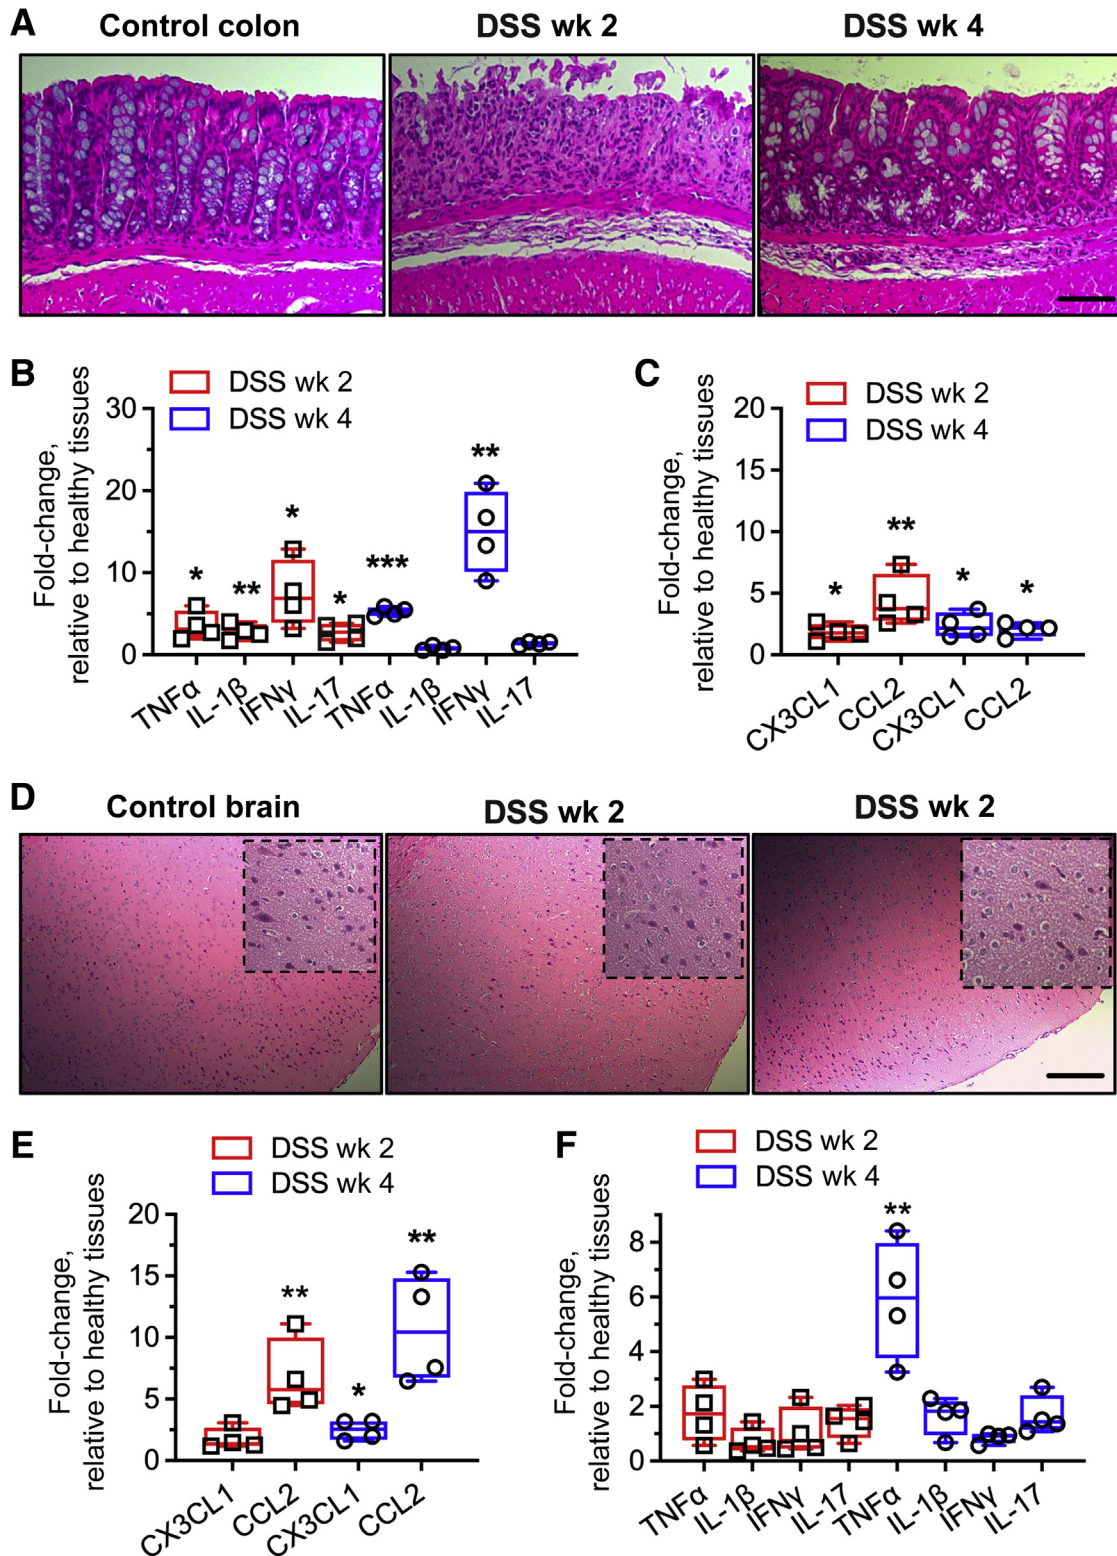 A
Control colon
DSS wk 2
DSS wk 4
B
DSS wk 2
DSS wk 4
Fold-change,
relative to healthy tissues
30
20
10
0
*
**
*
*
***
**
TNFα
IL-1β
IFNγ
IL-17
TNFα
IL-1β
IFNγ
IL-17
C
DSS wk 2
DSS wk 4
Fold-change,
relative to healthy tissues
20
15
10
5
0
*
**
*
*
CX3CL1
CCL2
CX3CL1
CCL2
D
Control brain
DSS wk 2
DSS wk 2
E
DSS wk 2
DSS wk 4
Fold-change,
relative to healthy tissues
20
15
10
5
0
**
*
**
CX3CL1
CCL2
CX3CL1
CCL2
F
DSS wk 2
DSS wk 4
Fold-change,
relative to healthy tissues
8
6
4
2
0
**
TNFα
IL-1β
IFNγ
IL-17
TNFα
IL-1β
IFNγ
IL-17